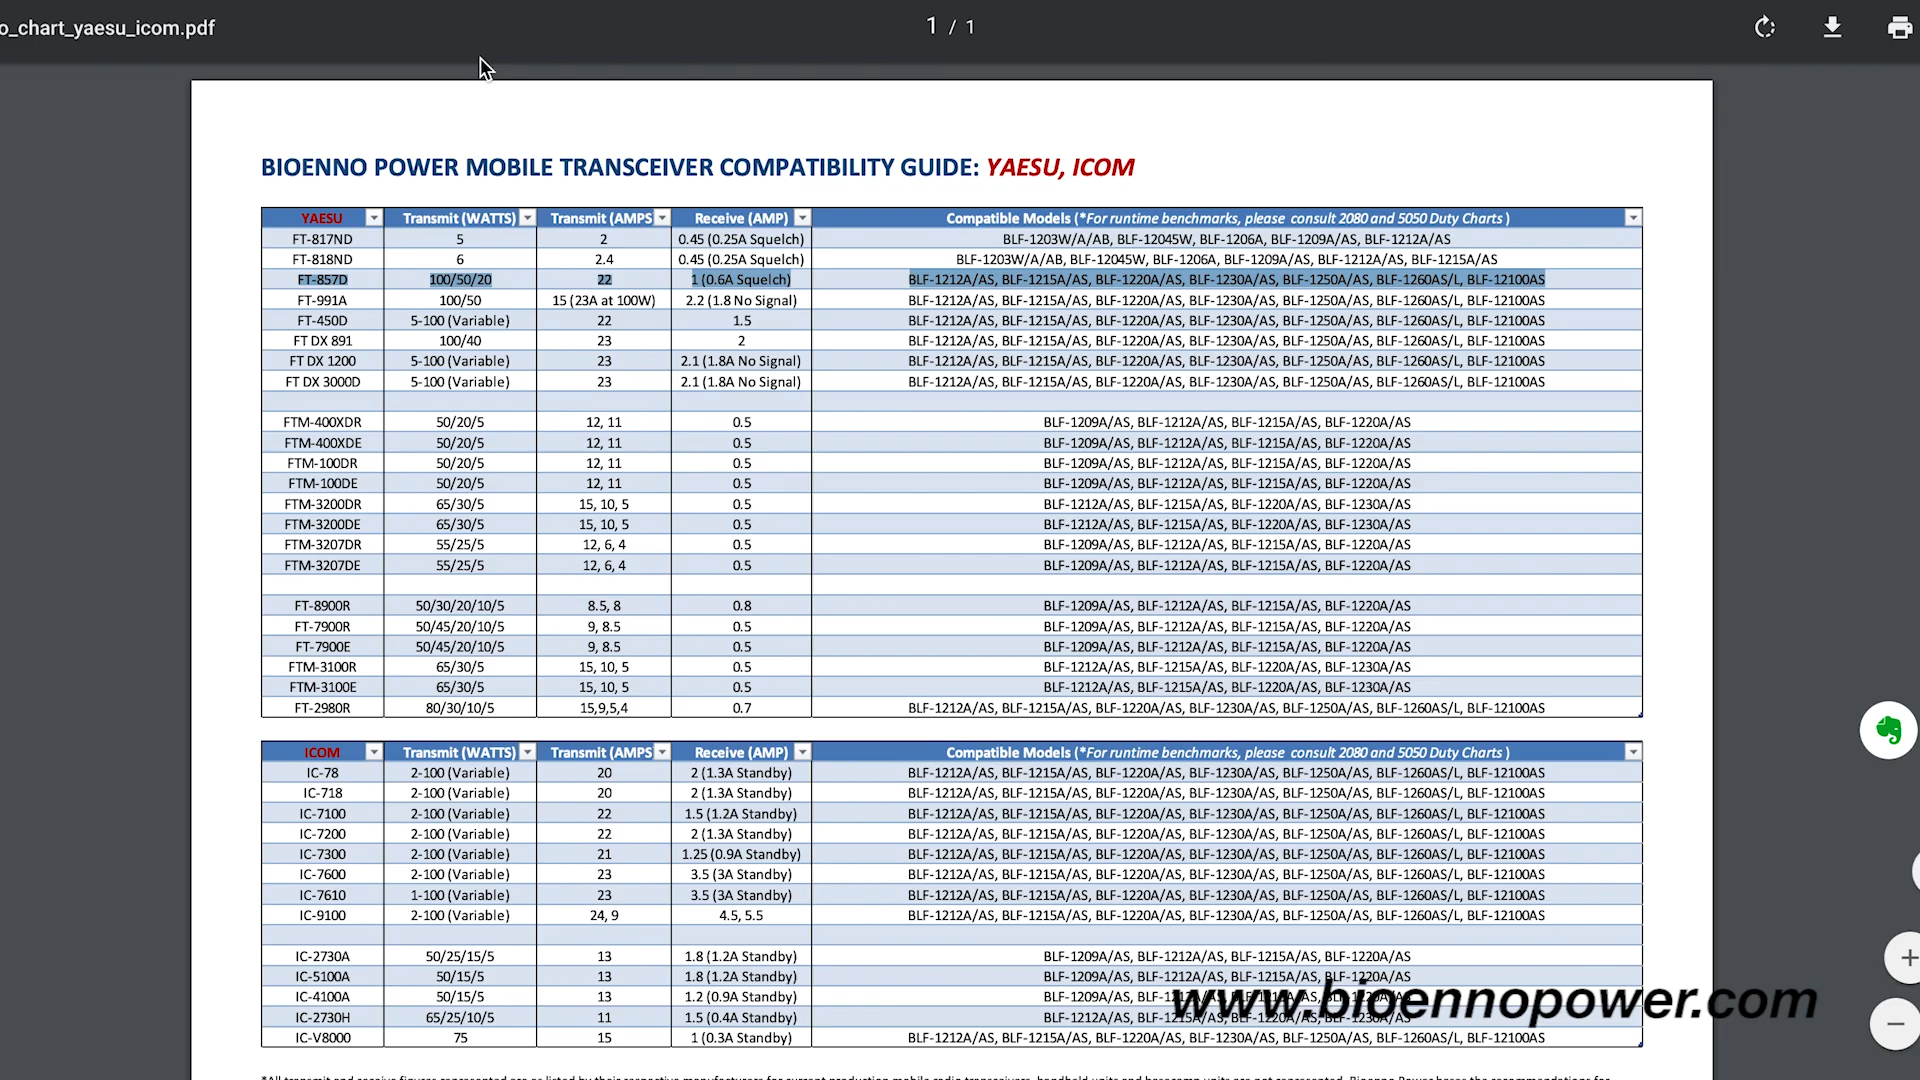 o_chart_yaesu_icom.pdf
1 / 1
BIOENNO POWER MOBILE TRANSCEIVER COMPATIBILITY GUIDE: YAESU, ICOM
YAESU Transmit (WATTS) Transmit (AMPS Receive (AMP) Compatible Models (*For runtime benchmarks, please consult 2080 and 5050 Duty Charts )
FT-817ND 5 2 0.45 (0.25A Squelch) BLF-1203W/A/AB, BLF-12045W, BLF-1206A, BLF-1209A/AS, BLF-1212A/AS
FT-818ND 6 2.4 0.45 (0.25A Squelch) BLF-1203W/A/AB, BLF-12045W, BLF-1206A, BLF-1209A/AS, BLF-1212A/AS, BLF-1215A/AS
FT-857D 100/50/20 22 1 (0.6A Squelch) BLF-1212A/AS, BLF-1215A/AS, BLF-1220A/AS, BLF-1230A/AS, BLF-1250A/AS, BLF-1260AS/L, BLF-12100AS
FT-991A 100/50 15 (23A at 100W) 2.2 (1.8 No Signal) BLF-1212A/AS, BLF-1215A/AS, BLF-1220A/AS, BLF-1230A/AS, BLF-1250A/AS, BLF-1260AS/L, BLF-12100AS
FT-450D 5-100 (Variable) 22 1.5 BLF-1212A/AS, BLF-1215A/AS, BLF-1220A/AS, BLF-1230A/AS, BLF-1250A/AS, BLF-1260AS/L, BLF-12100AS
FT DX 891 100/40 23 2 BLF-1212A/AS, BLF-1215A/AS, BLF-1220A/AS, BLF-1230A/AS, BLF-1250A/AS, BLF-1260AS/L, BLF-12100AS
FT DX 1200 5-100 (Variable) 23 2.1 (1.8A No Signal) BLF-1212A/AS, BLF-1215A/AS, BLF-1220A/AS, BLF-1230A/AS, BLF-1250A/AS, BLF-1260AS/L, BLF-12100AS
FT DX 3000D 5-100 (Variable) 23 2.1 (1.8A No Signal) BLF-1212A/AS, BLF-1215A/AS, BLF-1220A/AS, BLF-1230A/AS, BLF-1250A/AS, BLF-1260AS/L, BLF-12100AS
FTM-400XDR 50/20/5 12, 11 0.5 BLF-1209A/AS, BLF-1212A/AS, BLF-1215A/AS, BLF-1220A/AS
FTM-400XDE 50/20/5 12, 11 0.5 BLF-1209A/AS, BLF-1212A/AS, BLF-1215A/AS, BLF-1220A/AS
FTM-100DR 50/20/5 12, 11 0.5 BLF-1209A/AS, BLF-1212A/AS, BLF-1215A/AS, BLF-1220A/AS
FTM-100DE 50/20/5 12, 11 0.5 BLF-1209A/AS, BLF-1212A/AS, BLF-1215A/AS, BLF-1220A/AS
FTM-3200DR 65/30/5 15, 10, 5 0.5 BLF-1212A/AS, BLF-1215A/AS, BLF-1220A/AS, BLF-1230A/AS
FTM-3200DE 65/30/5 15, 10, 5 0.5 BLF-1212A/AS, BLF-1215A/AS, BLF-1220A/AS, BLF-1230A/AS
FTM-3207DR 55/25/5 12, 6, 4 0.5 BLF-1209A/AS, BLF-1212A/AS, BLF-1215A/AS, BLF-1220A/AS
FTM-3207DE 55/25/5 12, 6, 4 0.5 BLF-1209A/AS, BLF-1212A/AS, BLF-1215A/AS, BLF-1220A/AS
FT-8900R 50/30/20/10/5 8.5, 8 0.8 BLF-1209A/AS, BLF-1212A/AS, BLF-1215A/AS, BLF-1220A/AS
FT-7900R 50/45/20/10/5 9, 8.5 0.5 BLF-1209A/AS, BLF-1212A/AS, BLF-1215A/AS, BLF-1220A/AS
FT-7900E 50/45/20/10/5 9, 8.5 0.5 BLF-1209A/AS, BLF-1212A/AS, BLF-1215A/AS, BLF-1220A/AS
FTM-3100R 65/30/5 15, 10, 5 0.5 BLF-1212A/AS, BLF-1215A/AS, BLF-1220A/AS, BLF-1230A/AS
FTM-3100E 65/30/5 15, 10, 5 0.5 BLF-1212A/AS, BLF-1215A/AS, BLF-1220A/AS, BLF-1230A/AS
FT-2980R 80/30/10/5 15,9,5,4 0.7 BLF-1212A/AS, BLF-1215A/AS, BLF-1220A/AS, BLF-1230A/AS, BLF-1250A/AS, BLF-1260AS/L, BLF-12100AS
ICOM Transmit (WATTS) Transmit (AMPS Receive (AMP) Compatible Models (*For runtime benchmarks, please consult 2080 and 5050 Duty Charts )
IC-78 2-100 (Variable) 20 2 (1.3A Standby) BLF-1212A/AS, BLF-1215A/AS, BLF-1220A/AS, BLF-1230A/AS, BLF-1250A/AS, BLF-1260AS/L, BLF-12100AS
IC-718 2-100 (Variable) 20 2 (1.3A Standby) BLF-1212A/AS, BLF-1215A/AS, BLF-1220A/AS, BLF-1230A/AS, BLF-1250A/AS, BLF-1260AS/L, BLF-12100AS
IC-7100 2-100 (Variable) 22 1.5 (1.2A Standby) BLF-1212A/AS, BLF-1215A/AS, BLF-1220A/AS, BLF-1230A/AS, BLF-1250A/AS, BLF-1260AS/L, BLF-12100AS
IC-7200 2-100 (Variable) 22 2 (1.3A Standby) BLF-1212A/AS, BLF-1215A/AS, BLF-1220A/AS, BLF-1230A/AS, BLF-1250A/AS, BLF-1260AS/L, BLF-12100AS
IC-7300 2-100 (Variable) 21 1.25 (0.9A Standby) BLF-1212A/AS, BLF-1215A/AS, BLF-1220A/AS, BLF-1230A/AS, BLF-1250A/AS, BLF-1260AS/L, BLF-12100AS
IC-7600 2-100 (Variable) 23 3.5 (3A Standby) BLF-1212A/AS, BLF-1215A/AS, BLF-1220A/AS, BLF-1230A/AS, BLF-1250A/AS, BLF-1260AS/L, BLF-12100AS
IC-7610 1-100 (Variable) 23 3.5 (3A Standby) BLF-1212A/AS, BLF-1215A/AS, BLF-1220A/AS, BLF-1230A/AS, BLF-1250A/AS, BLF-1260AS/L, BLF-12100AS
IC-9100 2-100 (Variable) 24, 9 4.5, 5.5 BLF-1212A/AS, BLF-1215A/AS, BLF-1220A/AS, BLF-1230A/AS, BLF-1250A/AS, BLF-1260AS/L, BLF-12100AS
IC-2730A 50/25/15/5 13 1.8 (1.2A Standby) BLF-1209A/AS, BLF-1212A/AS, BLF-1215A/AS, BLF-1220A/AS
IC-5100A 50/15/5 13 1.8 (1.2A Standby) BLF-1209A/AS, BLF-1212A/AS, BLF-1215A/AS, BLF-1220A/AS
IC-4100A 50/15/5 13 1.2 (0.9A Standby) BLF-1209A/AS,
www.bioennopower.com
IC-2730H 65/25/10/5 11 1.5 (0.4A Standby) BLF-1212A/AS, BLF-1215A/AS, BLF-1220A/AS, BLF-1230A/AS
IC-V8000 75 15 1 (0.3A Standby) BLF-1212A/AS, BLF-1215A/AS, BLF-1220A/AS, BLF-1230A/AS, BLF-1250A/AS, BLF-1260AS/L, BLF-12100AS